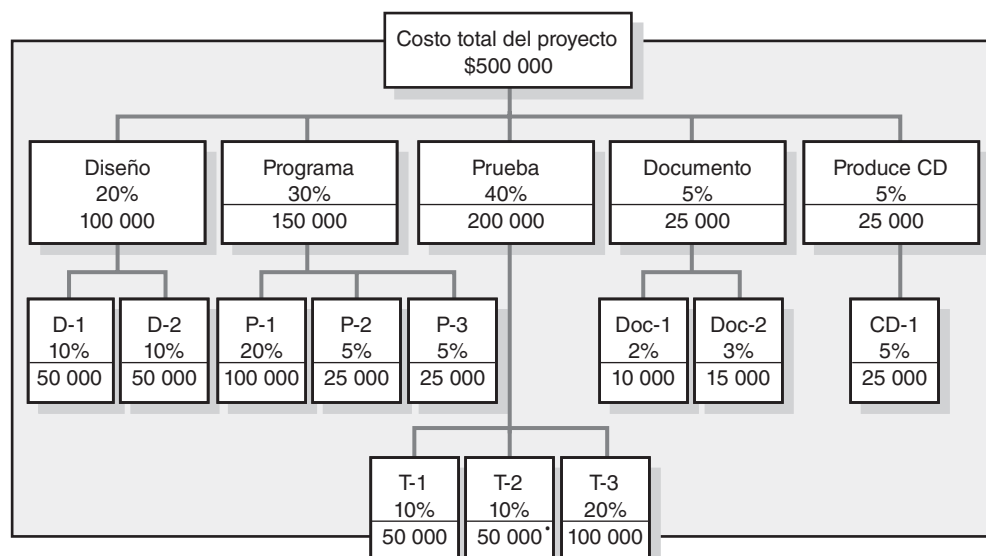 Costo total del proyecto
$500 000
Diseño
20%
100 000
Programa
30%
150 000
Prueba
40%
200 000
Documento
5%
25 000
Produce CD
5%
25 000
D-1
10%
50 000
D-2
10%
50 000
P-1
20%
100 000
P-2
5%
25 000
P-3
5%
25 000
Doc-1
2%
10 000
Doc-2
3%
15 000
CD-1
5%
25 000
T-1
10%
50 000
T-2
10%
50 000
T-3
20%
100 000